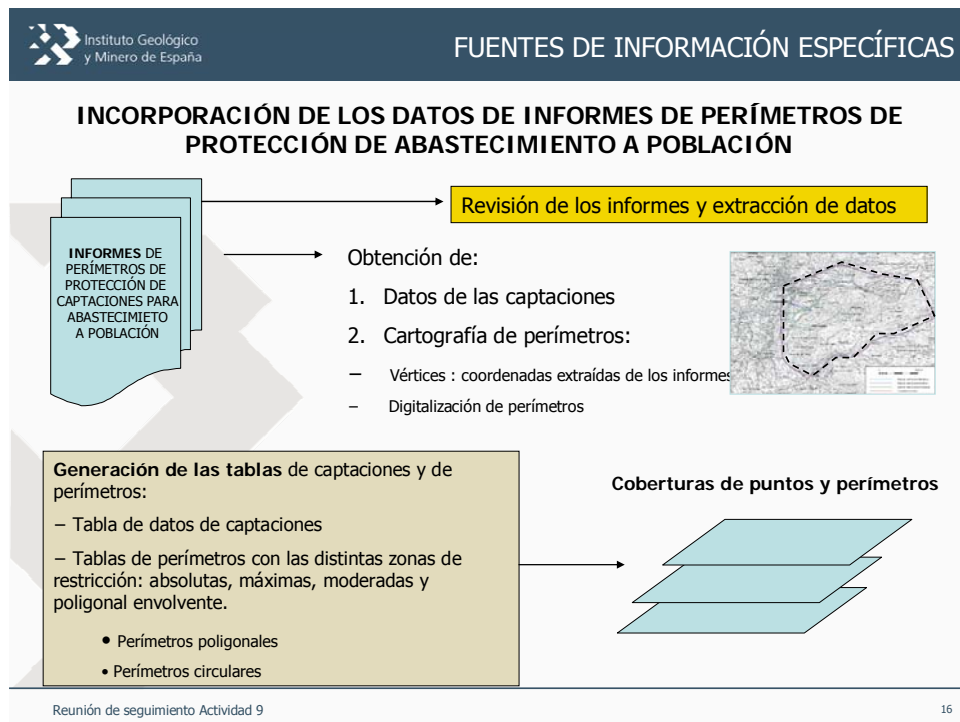 Instituto Geológico
y Minero de España
FUENTES DE INFORMACIÓN ESPECÍFICAS
INCORPORACIÓN DE LOS DATOS DE INFORMES DE PERÍMETROS DE
PROTECCIÓN DE ABASTECIMIENTO A POBLACIÓN
INFORMES DE
PERÍMETROS DE
PROTECCIÓN DE
CAPTACIONES PARA
ABASTECIMIETO
A POBLACIÓN
Revisión de los informes y extracción de datos
Obtención de:
1. Datos de las captaciones
2. Cartografía de perímetros:
– Vértices : coordenadas extraídas de los informes
– Digitalización de perímetros
Generación de las tablas de captaciones y de
perímetros:
– Tabla de datos de captaciones
– Tablas de perímetros con las distintas zonas de
restricción: absolutas, máximas, moderadas y
poligonal envolvente.
• Perímetros poligonales
• Perímetros circulares
Coberturas de puntos y perímetros
Reunión de seguimiento Actividad 9
16